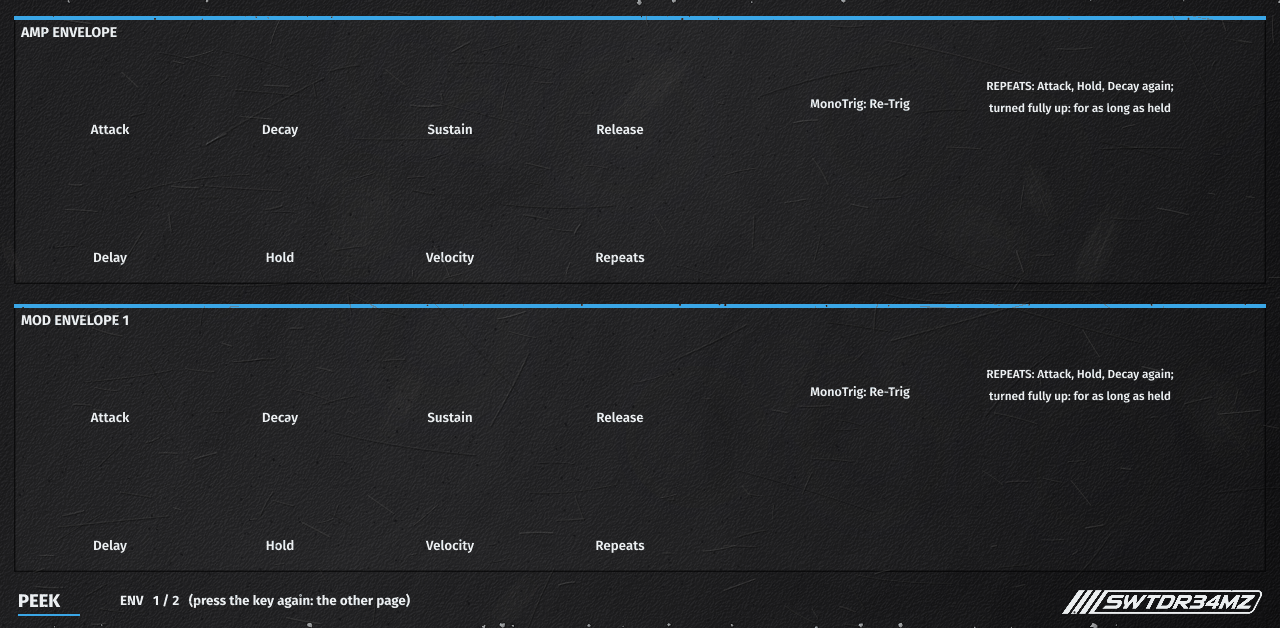 AMP ENVELOPE
MonoTrig: Re-Trig
REPEATS: Attack, Hold, Decay again;
turned fully up: for as long as held
Attack Decay Sustain Release
Delay Hold Velocity Repeats
MOD ENVELOPE 1
MonoTrig: Re-Trig
REPEATS: Attack, Hold, Decay again;
turned fully up: for as long as held
Attack Decay Sustain Release
Delay Hold Velocity Repeats
PEEK ENV 1 / 2 (press the key again: the other page) SWTDR34MZ